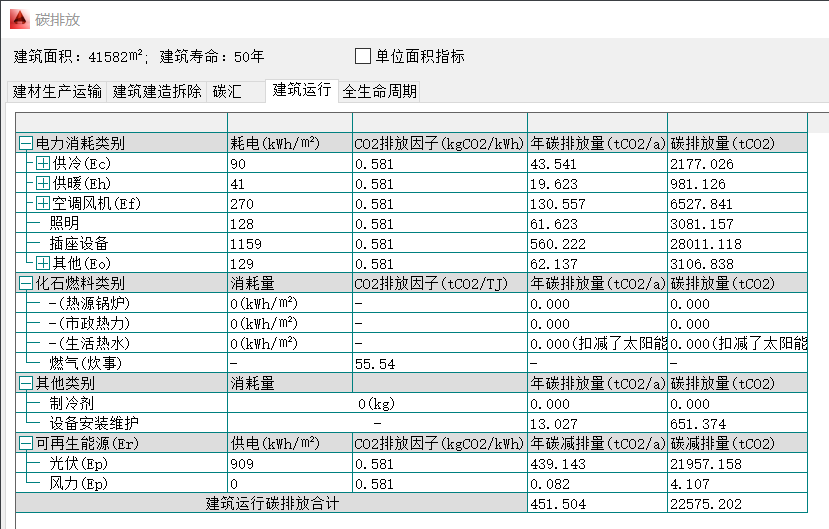 碳排放
建筑面积：41582m²; 建筑寿命：50年 单位面积指标
建材生产运输 建筑建造拆除 碳汇 建筑运行 全生命周期
电力消耗类别 耗电(kWh/m²) CO2排放因子(kgCO2/kWh) 年碳排放量(tCO2/a) 碳排放量(tCO2)
供冷(Ec) 90 0.581 43.541 2177.026
供暖(Eh) 41 0.581 19.623 981.126
空调风机(Ef) 270 0.581 130.557 6527.841
照明 128 0.581 61.623 3081.157
插座设备 1159 0.581 560.222 28011.118
其他(Eo) 129 0.581 62.137 3106.838
化石燃料类别 消耗量 CO2排放因子(tCO2/TJ) 年碳排放量(tCO2/a) 碳排放量(tCO2)
-(热源锅炉) 0(kWh/m²) - 0.000 0.000
-(市政热力) 0(kWh/m²) - 0.000 0.000
-(生活热水) 0(kWh/m²) - 0.000(扣减了太阳能 0.000(扣减了太阳能
燃气(炊事) - 55.54 - -
其他类别 消耗量 年碳排放量(tCO2/a) 碳排放量(tCO2)
制冷剂 0(kg) 0.000 0.000
设备安装维护 - 13.027 651.374
可再生能源(Er) 供电(kWh/m²) CO2排放因子(kgCO2/kWh) 年碳减排量(tCO2/a) 碳减排量(tCO2)
光伏(Ep) 909 0.581 439.143 21957.158
风力(Ep) 0 0.581 0.082 4.107
建筑运行碳排放合计 451.504 22575.202